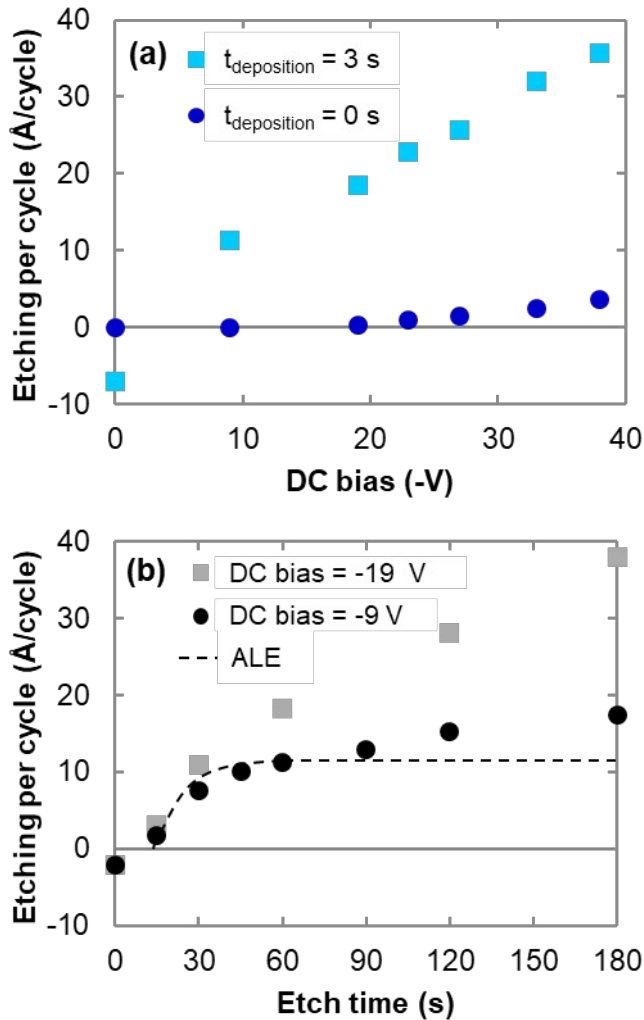 (a)
t_deposition = 3 s
t_deposition = 0 s
Etching per cycle (Å/cycle)
40
30
20
10
0
-10
0 10 20 30 40
DC bias (-V)
(b)
DC bias = -19 V
DC bias = -9 V
ALE
Etching per cycle (Å/cycle)
40
30
20
10
0
-10
0 30 60 90 120 150 180
Etch time (s)